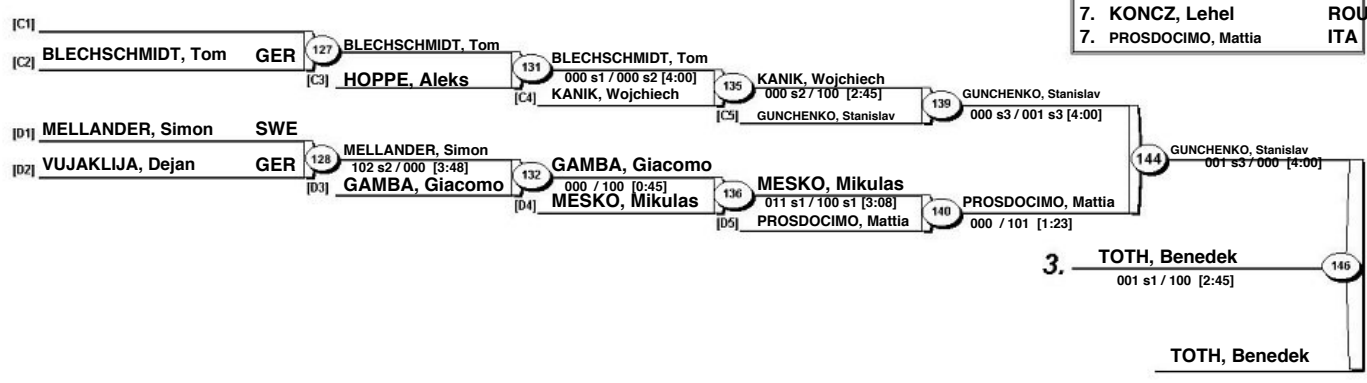 7. KONCZ, Lehel ROU
7. PROSDOCIMO, Mattia ITA
[C1]
[C2] BLECHSCHMIDT, Tom GER
127
BLECHSCHMIDT, Tom
[C3] HOPPE, Aleks
131
BLECHSCHMIDT, Tom
000 s1 / 000 s2 [4:00]
[C4] KANIK, Wojchiech
135
KANIK, Wojchiech
000 s2 / 100 [2:45]
[C5] GUNCHENKO, Stanislav
139
GUNCHENKO, Stanislav
000 s3 / 001 s3 [4:00]
[D1] MELLANDER, Simon SWE
[D2] VUJAKLIJA, Dejan GER
128
MELLANDER, Simon
102 s2 / 000 [3:48]
[D3] GAMBA, Giacomo
132
GAMBA, Giacomo
000 / 100 [0:45]
[D4] MESKO, Mikulas
136
MESKO, Mikulas
011 s1 / 100 s1 [3:08]
[D5] PROSDOCIMO, Mattia
140
PROSDOCIMO, Mattia
000 / 101 [1:23]
144
GUNCHENKO, Stanislav
001 s3 / 000 [4:00]
3. TOTH, Benedek
001 s1 / 100 [2:45]
146
TOTH, Benedek